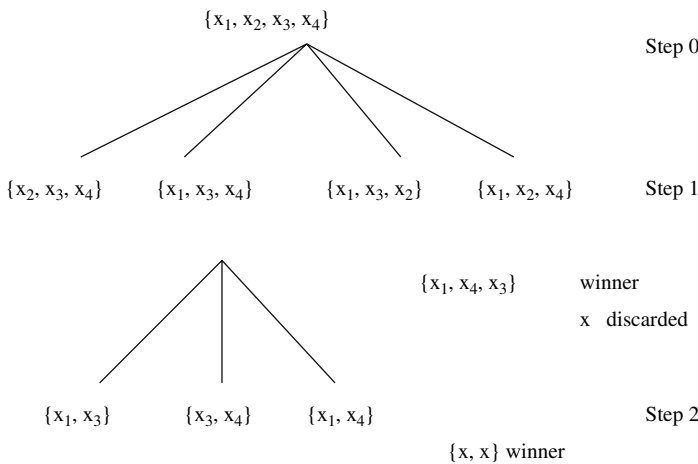 {x₁, x₂, x₃, x₄}
Step 0
{x₂, x₃, x₄} {x₁, x₃, x₄} {x₁, x₃, x₂} {x₁, x₂, x₄} Step 1
{x₁, x₄, x₃} winner
x discarded
{x₁, x₃} {x₃, x₄} {x₁, x₄} Step 2
{x, x} winner